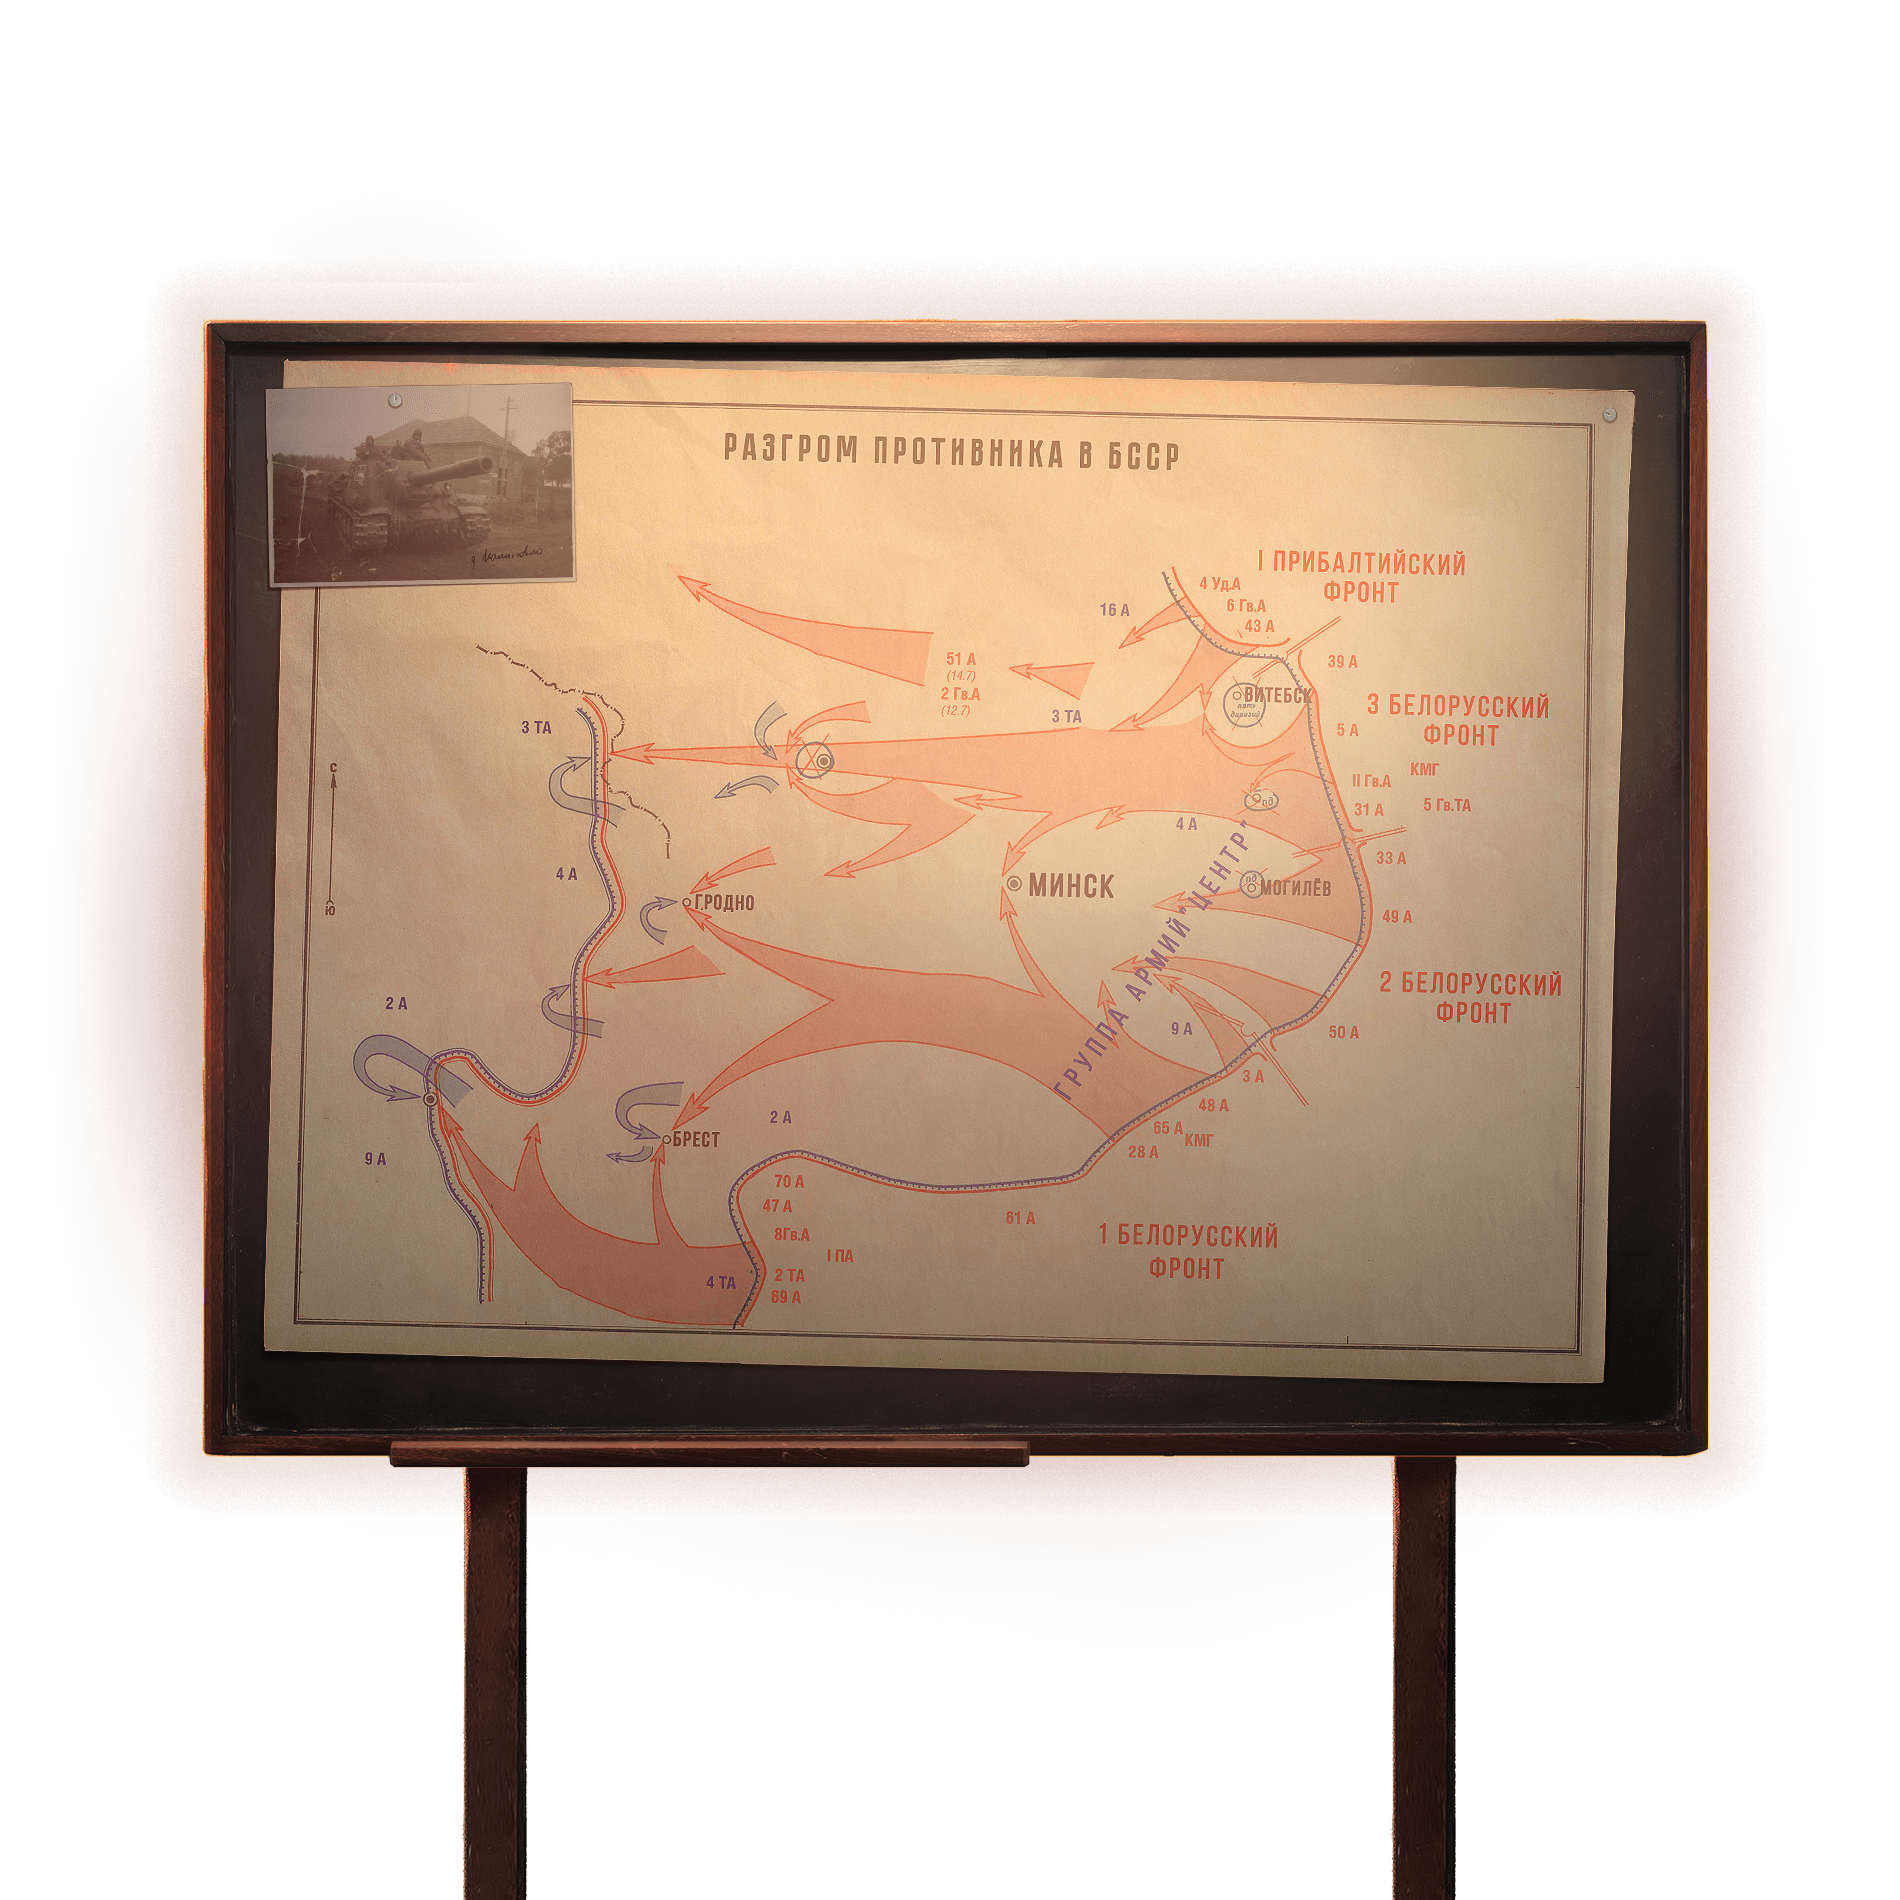 РАЗГРОМ ПРОТИВНИКА В БССР
I ПРИБАЛТИЙСКИЙ
ФРОНТ
4 Уд.А
6 Гв.А
43 А
16 А
39 А
51 А
(14.7)
2 Гв.А
(12.7)
3 ТА
ВИТЕБСК
пять
дивизий
3 БЕЛОРУССКИЙ
ФРОНТ
5 А
3 ТА
КМГ
II Гв.А
5 Гв.ТА
31 А
С
пд
4 А
33 А
4 А
МИНСК
пд
МОГИЛЁВ
ГРОДНО
Ю
49 А
ГРУППА АРМИЙ "ЦЕНТР"
2 БЕЛОРУССКИЙ
ФРОНТ
2 А
9 А
50 А
3 А
48 А
65 А
КМГ
28 А
2 А
БРЕСТ
9 А
70 А
47 А
61 А
8Гв.А
I ПА
2 ТА
4 ТА
69 А
1 БЕЛОРУССКИЙ
ФРОНТ